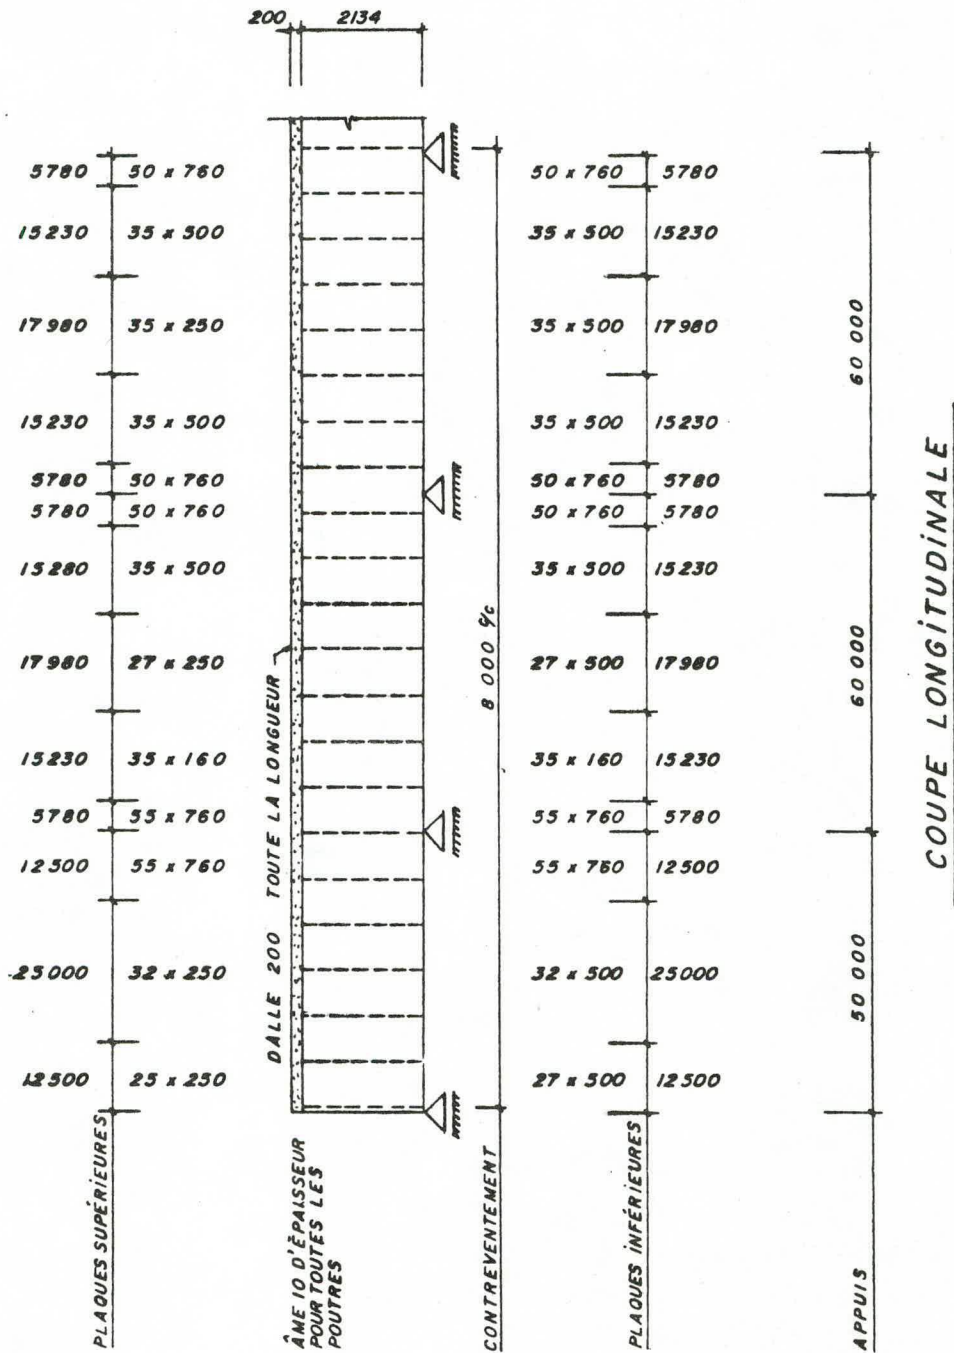 200 2134
5780 50 x 760 50 x 760 5780
15230 35 x 500 35 x 500 15230
17980 35 x 250 35 x 500 17980
60 000
15230 35 x 500 35 x 500 15230
5780 50 x 760 50 x 760 5780
5780 50 x 760 50 x 760 5780
15280 35 x 500 35 x 500 15230
17980 27 x 250 27 x 500 17980
60 000
8 000 c/c
DALLE 200 TOUTE LA LONGUEUR
15230 35 x 160 35 x 160 15230
5780 55 x 760 55 x 760 5780
12500 55 x 760 55 x 760 12500
25000 32 x 250 32 x 500 25000
50 000
12500 25 x 250 27 x 500 12500
PLAQUES SUPÉRIEURES
ÂME 10 D'ÉPAISSEUR
POUR TOUTES LES
POUTRES
CONTREVENTEMENT
PLAQUES INFÉRIEURES
APPUIS
COUPE LONGITUDINALE